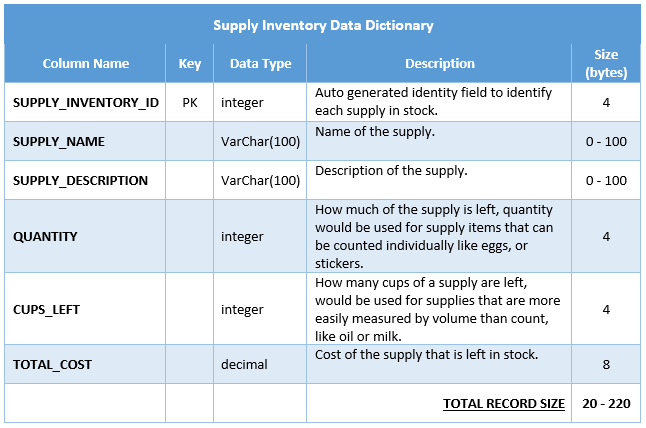 Supply Inventory Data Dictionary
Column Name Key Data Type Description Size
(bytes)
SUPPLY_INVENTORY_ID PK integer Auto generated identity field to identify
each supply in stock. 4
SUPPLY_NAME VarChar(100) Name of the supply. 0 - 100
SUPPLY_DESCRIPTION VarChar(100) Description of the supply. 0 - 100
QUANTITY integer How much of the supply is left, quantity
would be used for supply items that can
be counted individually like eggs, or
stickers. 4
CUPS_LEFT integer How many cups of a supply are left,
would be used for supplies that are more
easily measured by volume than count,
like oil or milk. 4
TOTAL_COST decimal Cost of the supply that is left in stock. 8
TOTAL RECORD SIZE 20 - 220